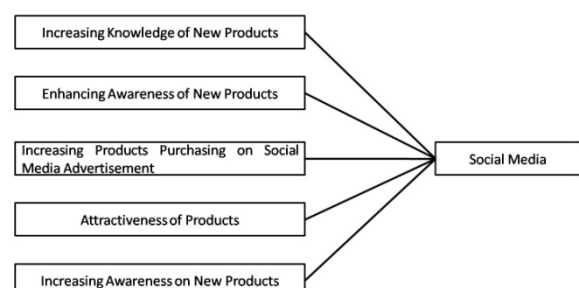 Increasing Knowledge of New Products
Enhancing Awareness of New Products
Increasing Products Purchasing on Social
Media Advertisement
Social Media
Attractiveness of Products
Increasing Awareness on New Products